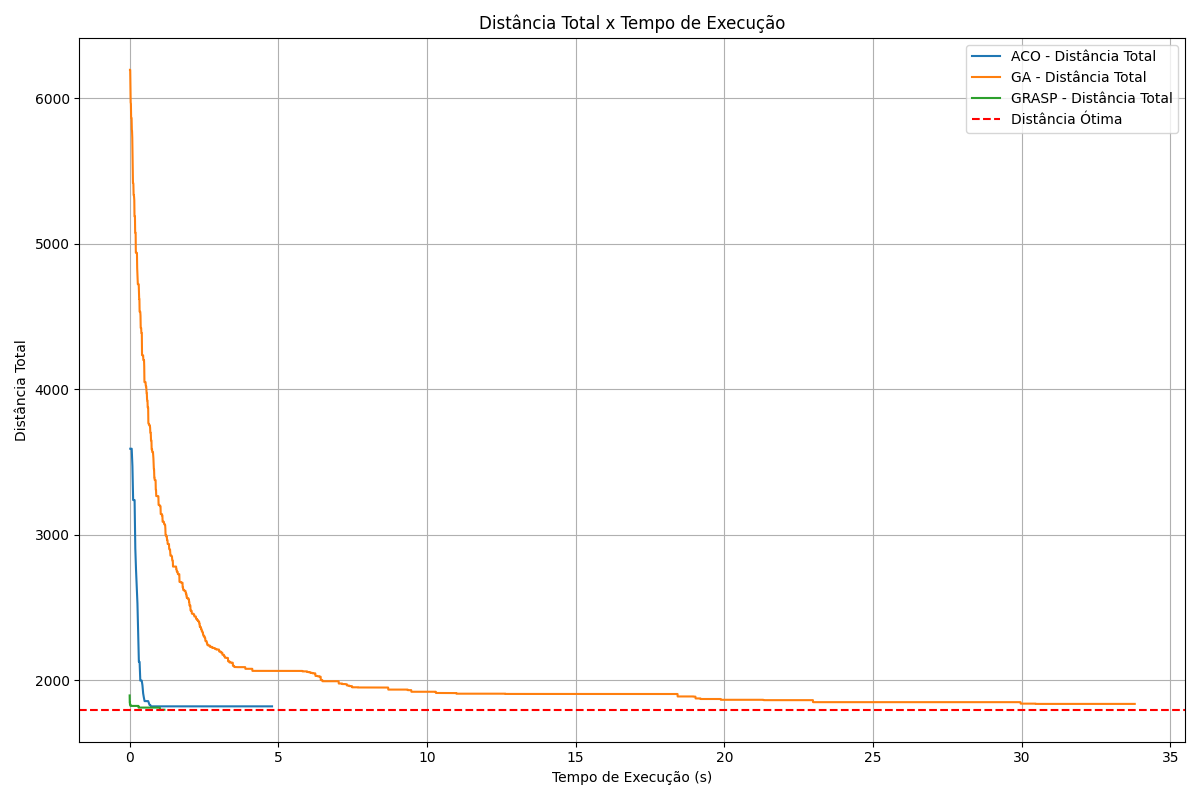 Distância Total x Tempo de Execução
ACO - Distância Total
GA - Distância Total
GRASP - Distância Total
Distância Ótima
Distância Total
6000
5000
4000
3000
2000
0
5
10
15
20
25
30
35
Tempo de Execução (s)